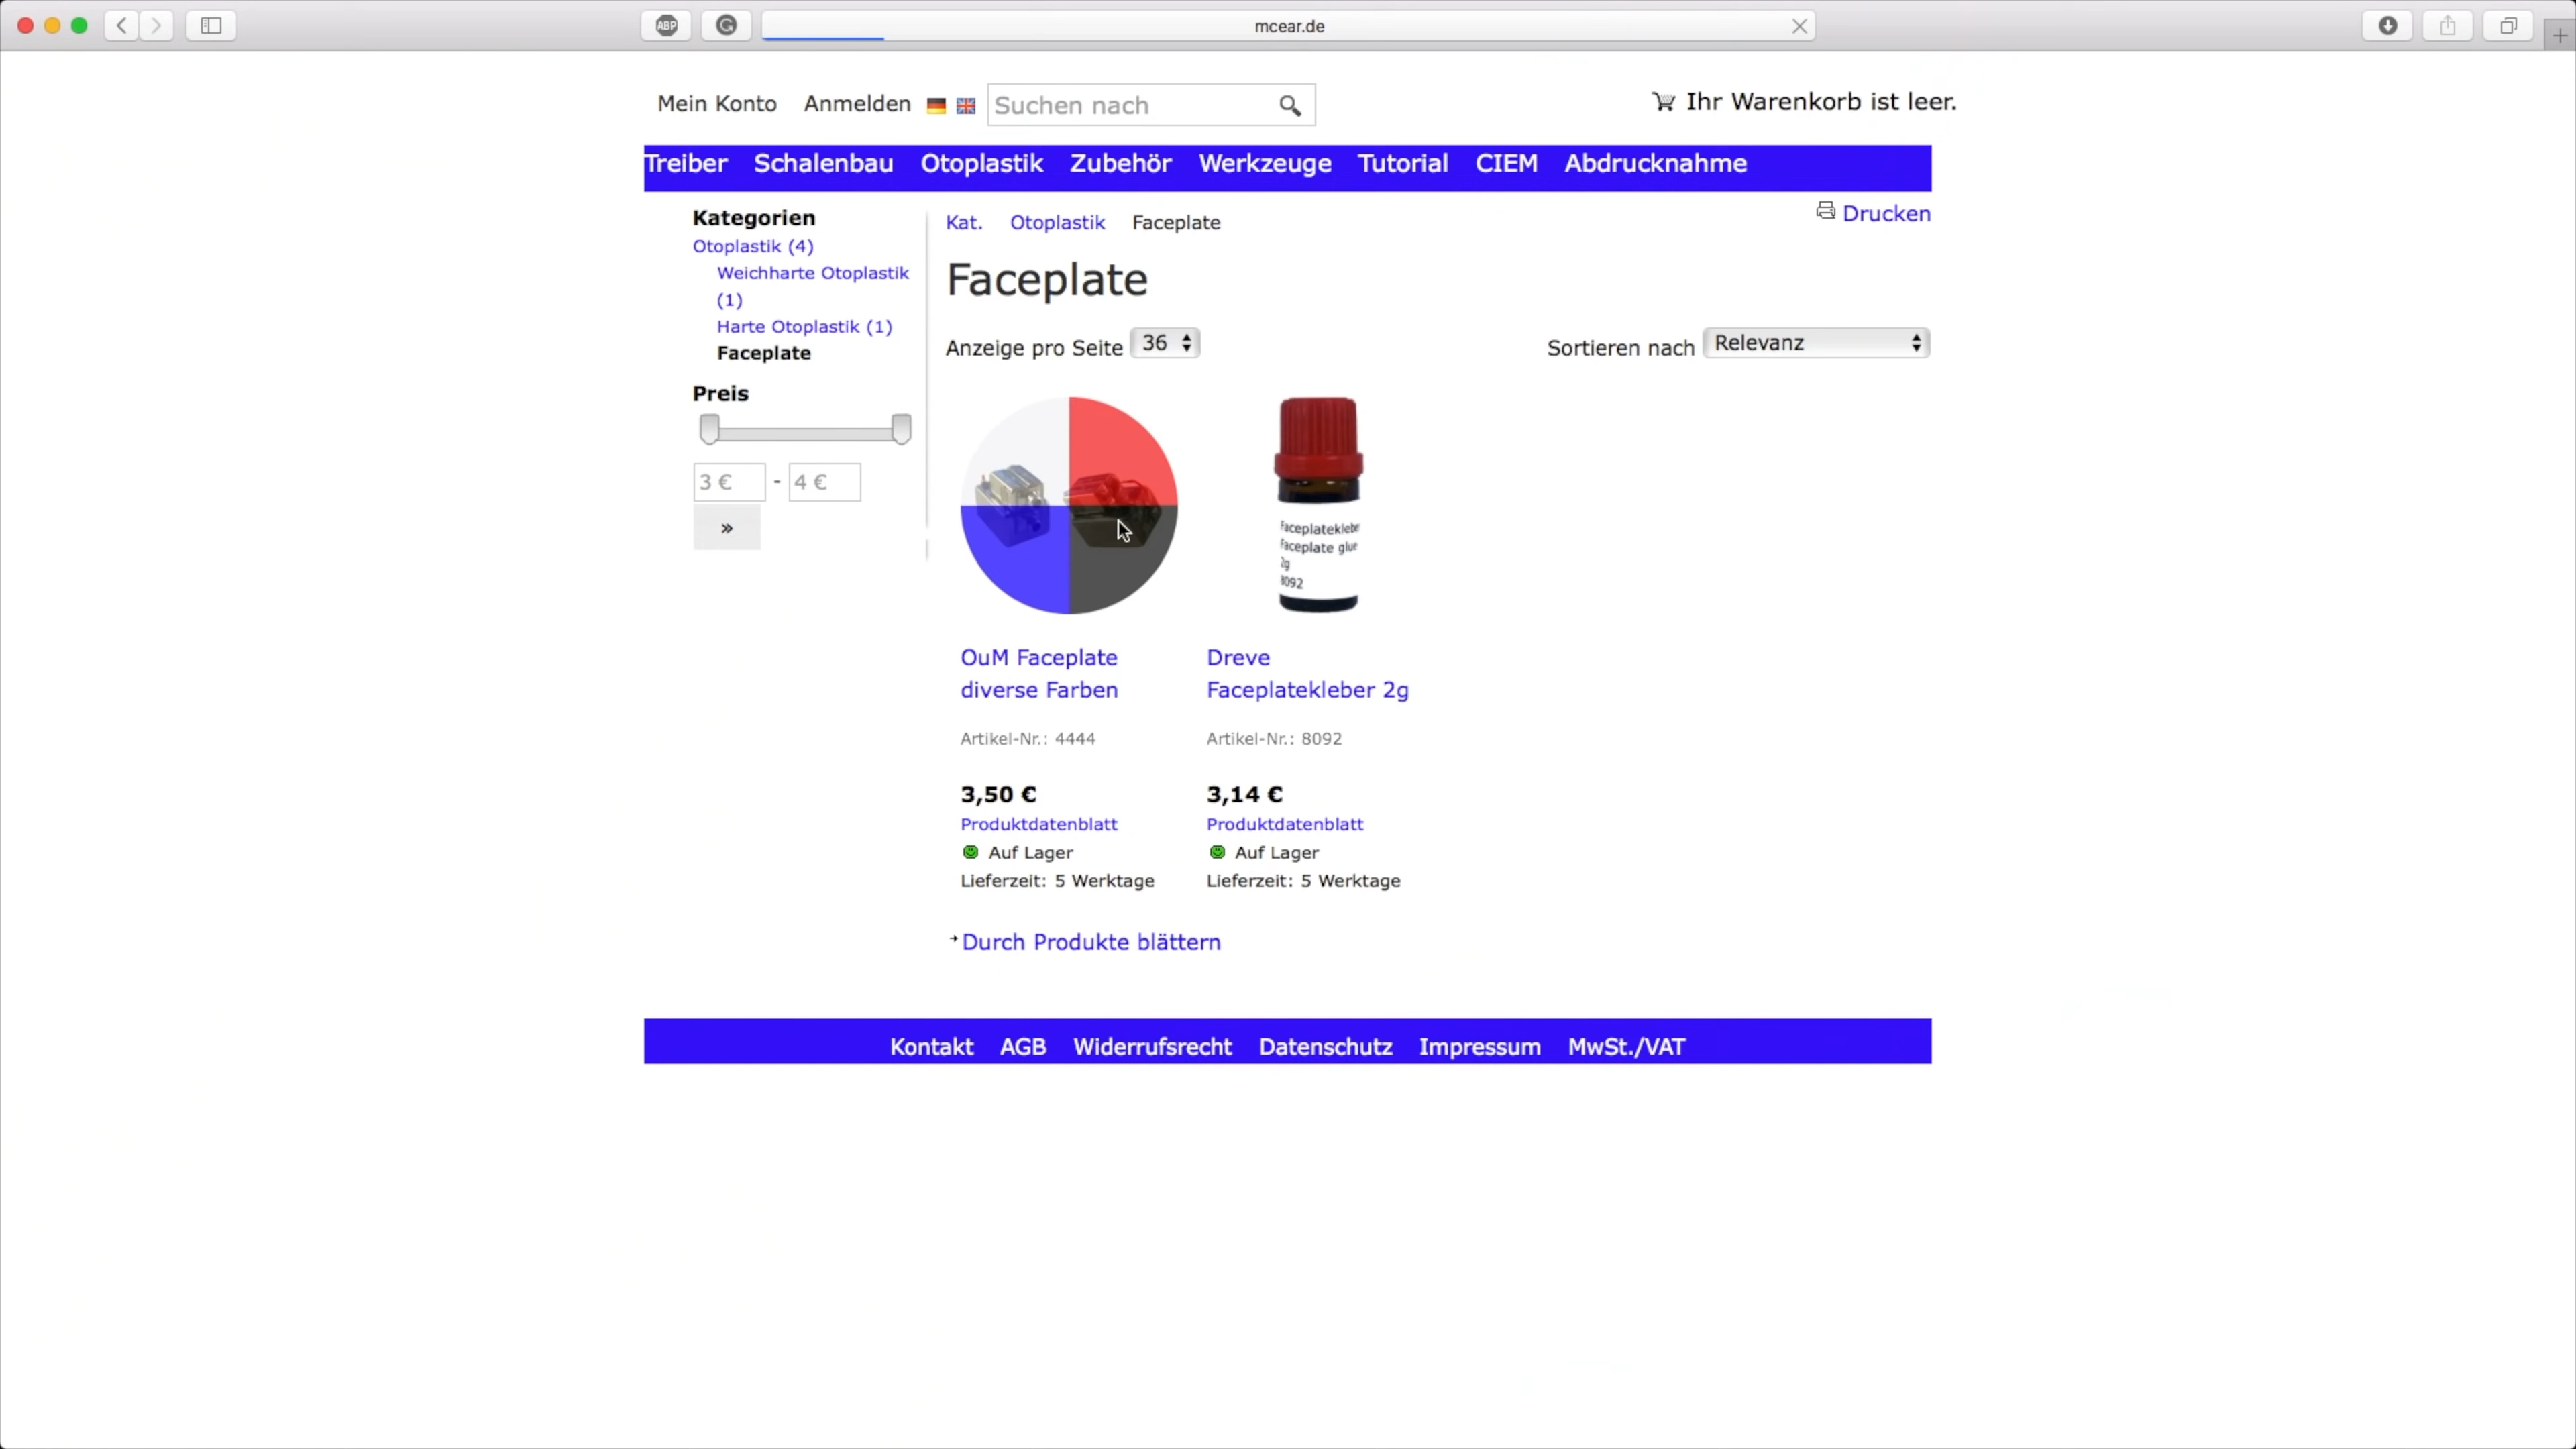 ABP
mcear.de
Mein Konto Anmelden Suchen nach Ihr Warenkorb ist leer.
Treiber Schalenbau Otoplastik Zubehör Werkzeuge Tutorial CIEM Abdrucknahme
Drucken
Kategorien
Otoplastik (4)
Weichharte Otoplastik
(1)
Harte Otoplastik (1)
Faceplate
Preis
3 € - 4 €
»
Kat. Otoplastik Faceplate
Faceplate
Anzeige pro Seite 36 Sortieren nach Relevanz
Faceplateklebe
Faceplate glue
2g
8092
OuM Faceplate
diverse Farben
Artikel-Nr.: 4444
3,50 €
Produktdatenblatt
Auf Lager
Lieferzeit: 5 Werktage
Dreve
Faceplatekleber 2g
Artikel-Nr.: 8092
3,14 €
Produktdatenblatt
Auf Lager
Lieferzeit: 5 Werktage
Durch Produkte blättern
Kontakt AGB Widerrufsrecht Datenschutz Impressum MwSt./VAT